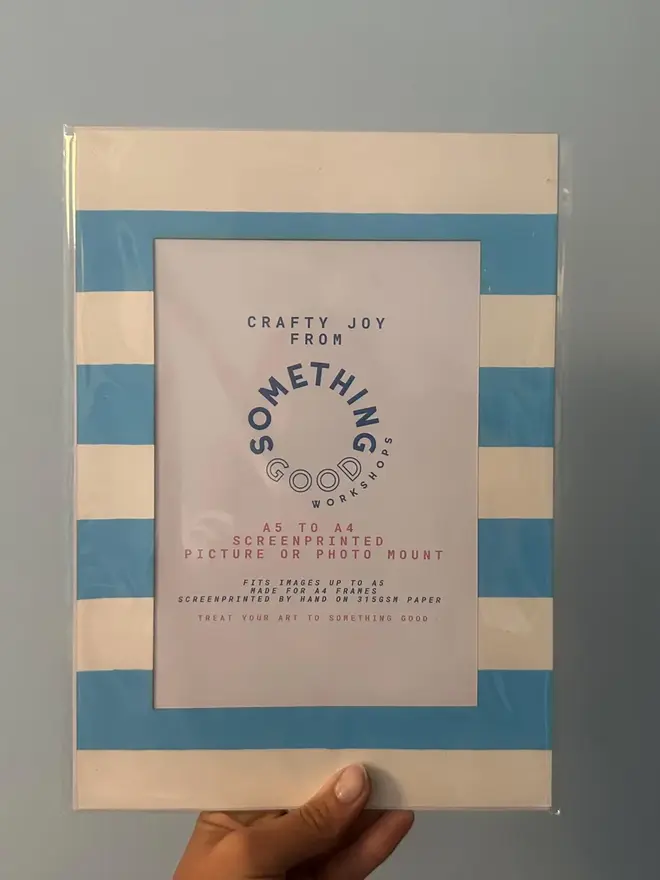 CRAFTY JOY
FROM
SOMETHING
GOOD
WORKSHOPS
A5 TO A4
SCREENPRINTED
PICTURE OR PHOTO MOUNT
FITS IMAGES UP TO A5
MADE FOR A4 FRAMES
SCREENPRINTED BY HAND ON 315GSM PAPER
TREAT YOUR ART TO SOMETHING GOOD